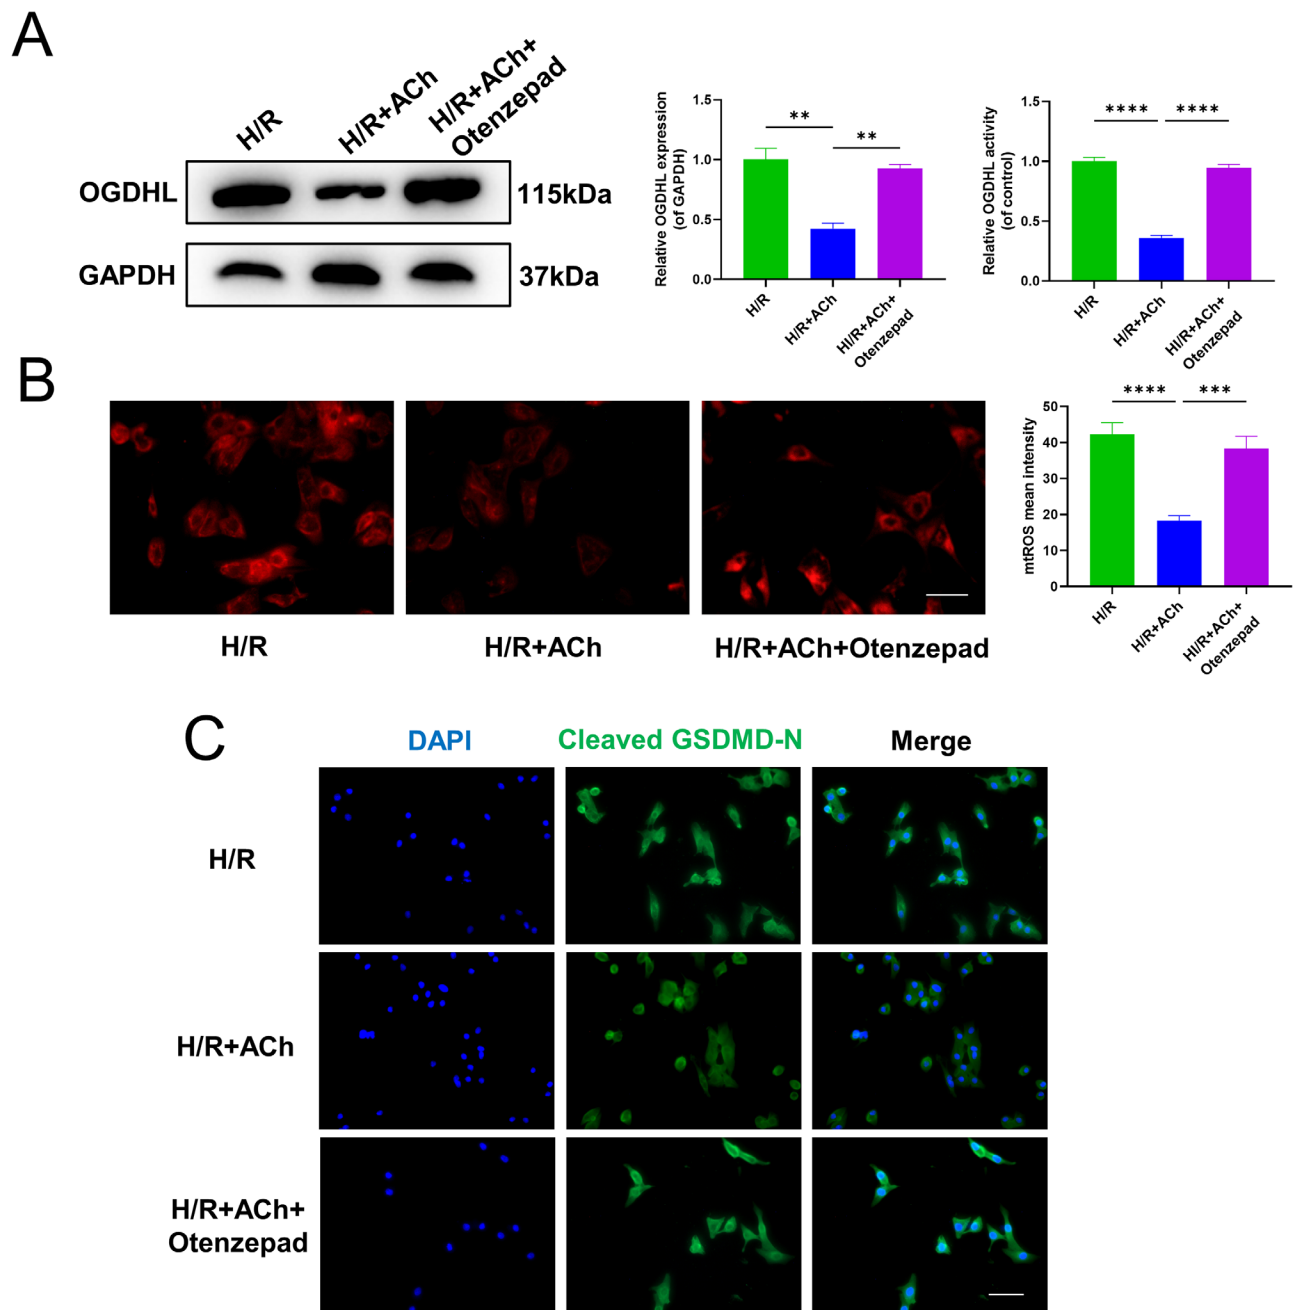 A
H/R
H/R+ACh
H/R+ACh+
Otenzepad
OGDHL
115kDa
GAPDH
37kDa
Relative OGDHL expression
(of GAPDH)
1.5
1.0
0.5
0.0
**
**
H/R
H/R+ACh
HI/R+ACh+
Otenzepad
Relative OGDHL activity
(of control)
1.5
1.0
0.5
0.0
****
****
H/R
H/R+ACh
HI/R+ACh+
Otenzepad
B
H/R
H/R+ACh
H/R+ACh+Otenzepad
mtROS mean intensity
50
40
30
20
10
0
****
***
H/R
H/R+ACh
HI/R+ACh+
Otenzepad
C
DAPI
Cleaved GSDMD-N
Merge
H/R
H/R+ACh
H/R+ACh+
Otenzepad